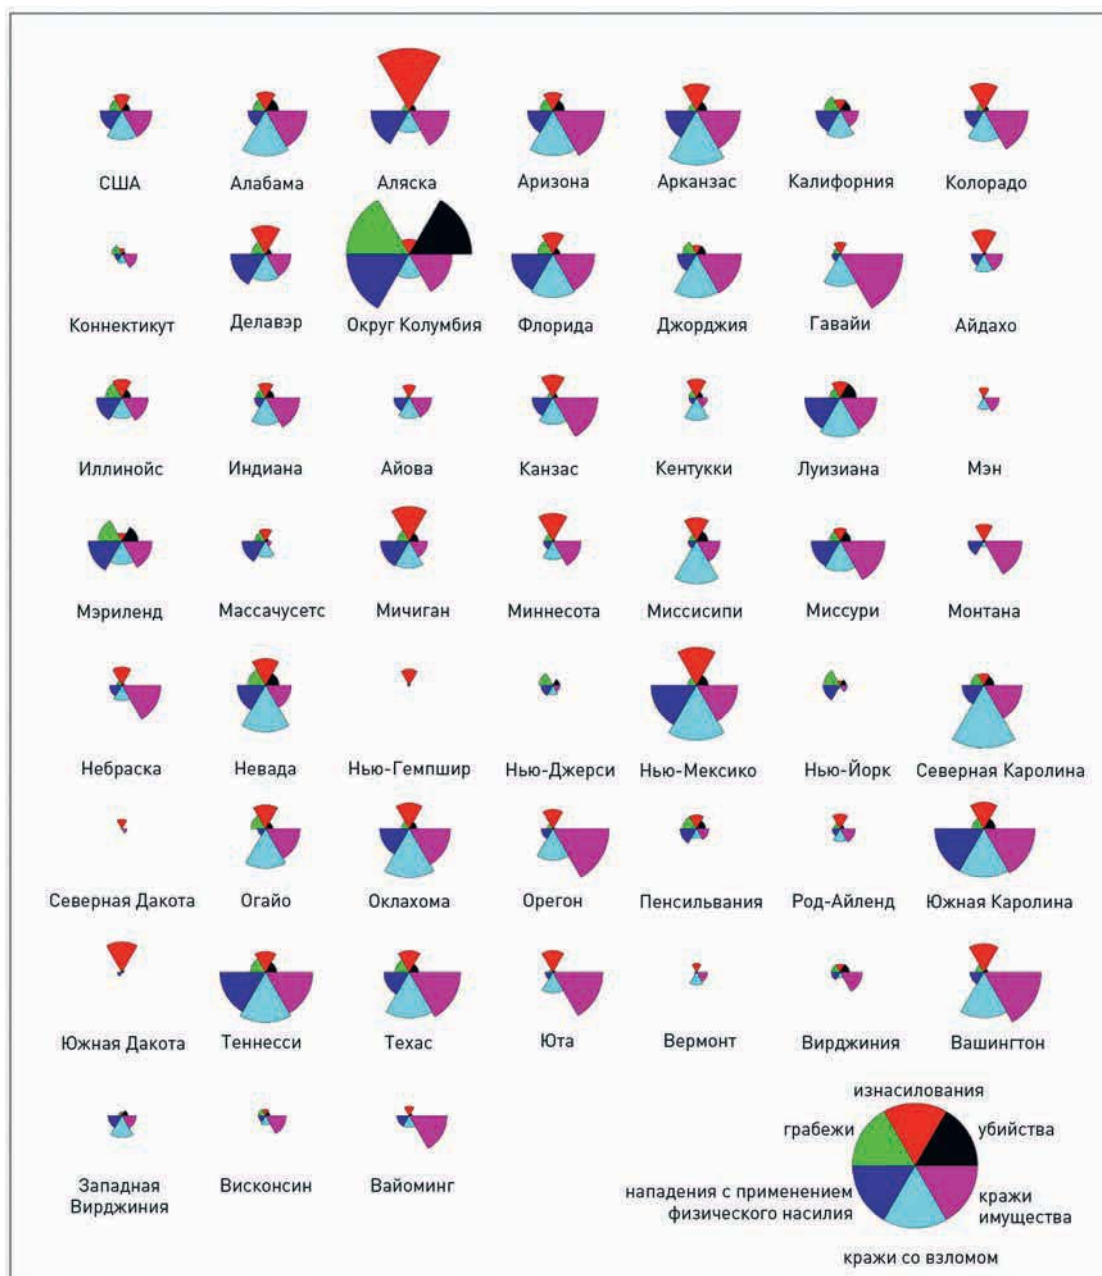 США Алабама Аляска Аризона Арканзас Калифорния Колорадо
Коннектикут Делавэр Округ Колумбия Флорида Джорджия Гавайи Айдахо
Иллинойс Индиана Айова Канзас Кентукки Луизиана Мэн
Мэриленд Массачусетс Мичиган Миннесота Миссисипи Миссури Монтана
Небраска Невада Нью-Гемпшир Нью-Джерси Нью-Мексико Нью-Йорк Северная Каролина
Северная Дакота Огайо Оклахома Орегон Пенсильвания Род-Айленд Южная Каролина
Южная Дакота Теннесси Техас Юта Вермонт Вирджиния Вашингтон
Западная
Вирджиния
Висконсин Вайоминг
изнасилования
грабежи убийства
нападения с применением
физического насилия
кражи
имущества
кражи со взломом